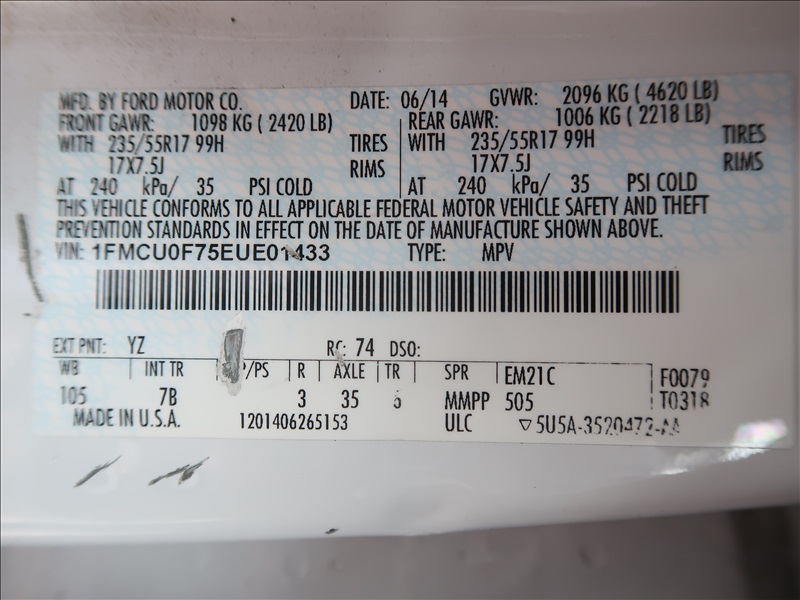 MFD. BY FORD MOTOR CO. DATE: 06/14 GVWR: 2096 KG ( 4620 LB)
FRONT GAWR: 1098 KG ( 2420 LB) REAR GAWR: 1006 KG ( 2218 LB)
WITH 235/55R17 99H TIRES WITH 235/55R17 99H TIRES
17X7.5J RIMS 17X7.5J RIMS
AT 240 kPa/ 35 PSI COLD AT 240 kPa/ 35 PSI COLD
THIS VEHICLE CONFORMS TO ALL APPLICABLE FEDERAL MOTOR VEHICLE SAFETY AND THEFT
PREVENTION STANDARDS IN EFFECT ON THE DATE OF MANUFACTURE SHOWN ABOVE.
VIN: 1FMCU0F75EUE01433 TYPE: MPV
EXT PNT: YZ RC: 74 DSO:
WB INT TR /PS R AXLE TR SPR EM21C F0079
105 7B 3 35 MMPP 505 T0318
MADE IN U.S.A. 1201406265153 ULC ▽5U5A-3520472-AA